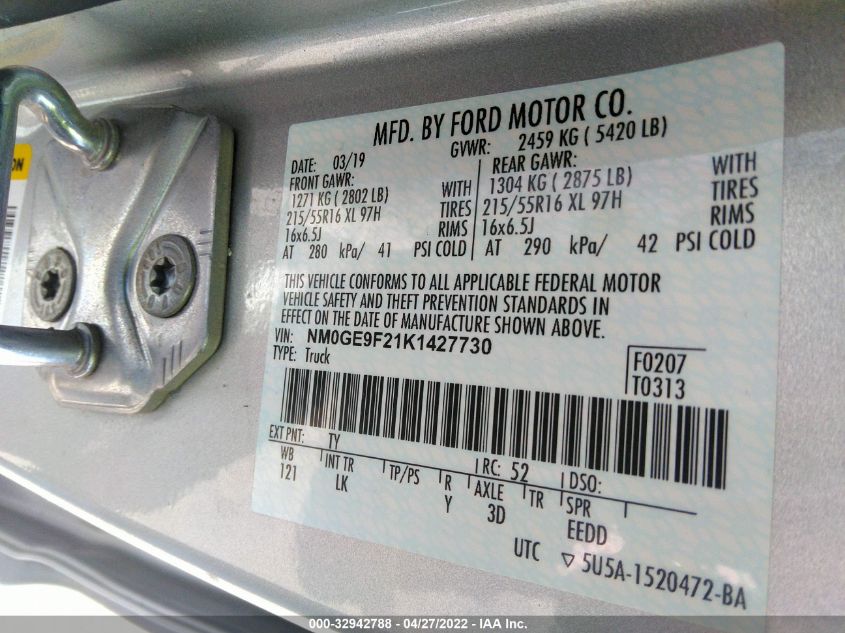 ON
MFD. BY FORD MOTOR CO.
DATE: 03/19 GVWR: 2459 KG ( 5420 LB)
FRONT GAWR: REAR GAWR:
1271 KG ( 2802 LB) WITH 1304 KG ( 2875 LB) WITH
215/55R16 XL 97H TIRES 215/55R16 XL 97H TIRES
16x6.5J RIMS 16x6.5J RIMS
AT 280 kPa/ 41 PSI COLD AT 290 kPa/ 42 PSI COLD
THIS VEHICLE CONFORMS TO ALL APPLICABLE FEDERAL MOTOR
VEHICLE SAFETY AND THEFT PREVENTION STANDARDS IN
EFFECT ON THE DATE OF MANUFACTURE SHOWN ABOVE.
VIN: NM0GE9F21K1427730
TYPE: Truck
F0207
T0313
EXT PNT: TY RC: 52 DSO:
WB INT TR TP/PS R AXLE TR SPR
121 LK Y 3D EEDD
UTC ▽ 5U5A-1520472-BA
000-32942788 - 04/27/2022 - IAA Inc.